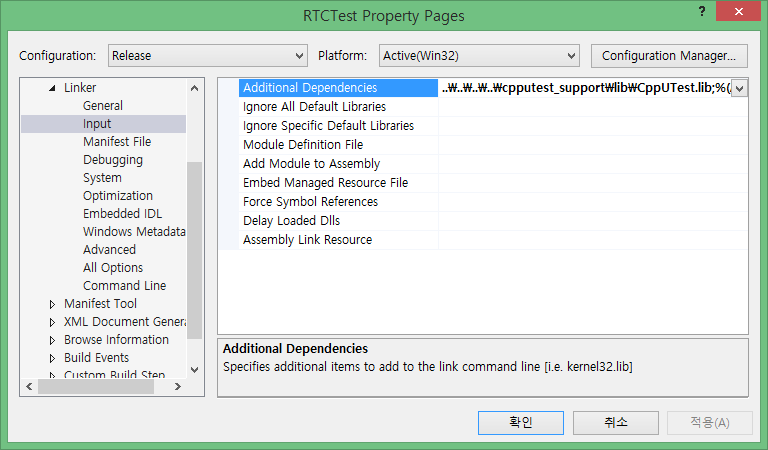 RTCTest Property Pages
?
Configuration: Release Platform: Active(Win32) Configuration Manager...
Linker
General
Input
Manifest File
Debugging
System
Optimization
Embedded IDL
Windows Metadata
Advanced
All Options
Command Line
Manifest Tool
XML Document Genera
Browse Information
Build Events
Custom Build Step
Additional Dependencies ..₩..₩..₩..₩cpputest_support₩lib₩CppUTest.lib;%(
Ignore All Default Libraries
Ignore Specific Default Libraries
Module Definition File
Add Module to Assembly
Embed Managed Resource File
Force Symbol References
Delay Loaded Dlls
Assembly Link Resource
Additional Dependencies
Specifies additional items to add to the link command line [i.e. kernel32.lib]
확인 취소 적용(A)